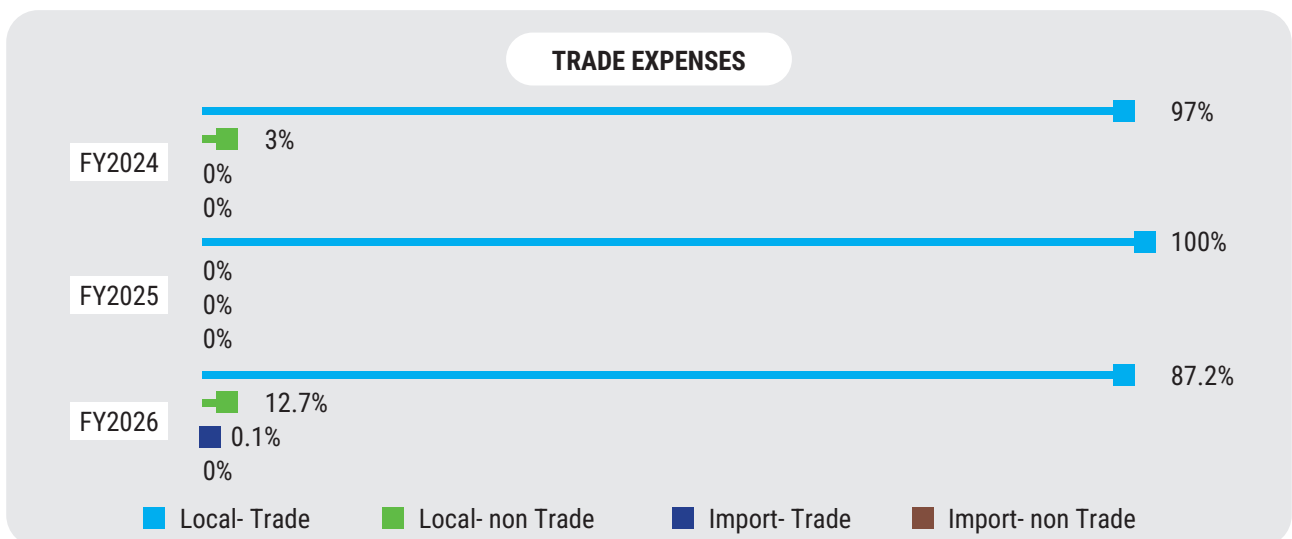 TRADE EXPENSES
97%
3%
FY2024
0%
0%
100%
0%
FY2025
0%
0%
87.2%
12.7%
FY2026
0.1%
0%
Local- Trade
Local- non Trade
Import- Trade
Import- non Trade